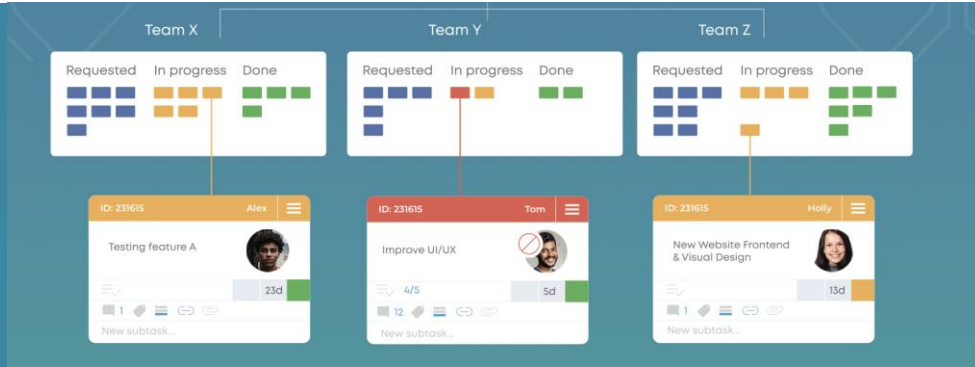 Team X
Team Y
Team Z
Requested In progress Done
Requested In progress Done
Requested In progress Done
ID: 231615 Alex
Testing feature A
23d
1
New subtask...
ID: 231615 Tom
Improve UI/UX
4/5
5d
12
New subtask...
ID: 231615 Holly
New Website Frontend
& Visual Design
13d
1
New subtask...